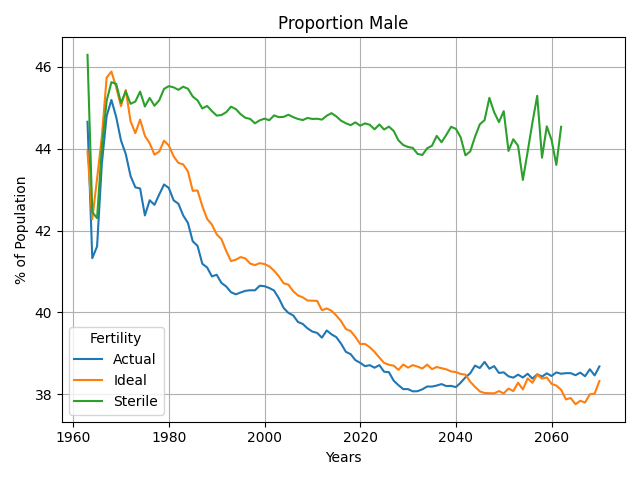 Proportion Male
% of Population
46
44
42
40
38
Fertility
Actual
Ideal
Sterile
1960 1980 2000 2020 2040 2060
Years